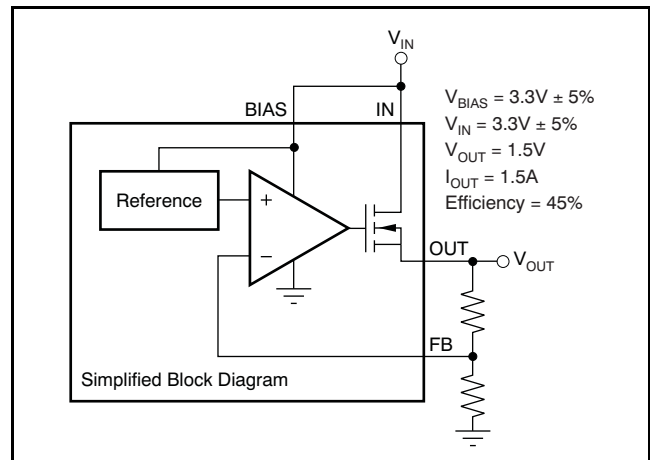 V_IN
BIAS
IN
V_BIAS = 3.3V ± 5%
V_IN = 3.3V ± 5%
V_OUT = 1.5V
I_OUT = 1.5A
Efficiency = 45%
Reference
+
−
OUT
V_OUT
FB
Simplified Block Diagram